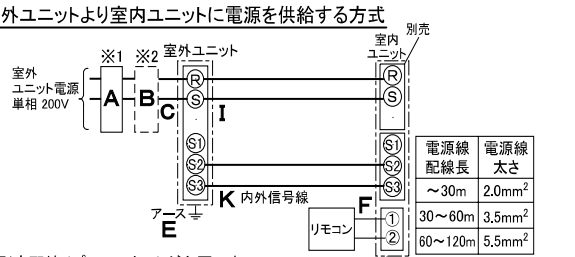 外ユニットより室内ユニットに電源を供給する方式
※1 ※2 室外ユニット
室内
ユニット
別売
室外
ユニット電源
単相 200V
A B C I
R S S1 S2 S3
R S S1 S2 S3
K 内外信号線
アース
E
F
リモコン
① ②
電源線
配線長
電源線
太さ
～30m 2.0mm²
30～60m 3.5mm²
60～120m 5.5mm²